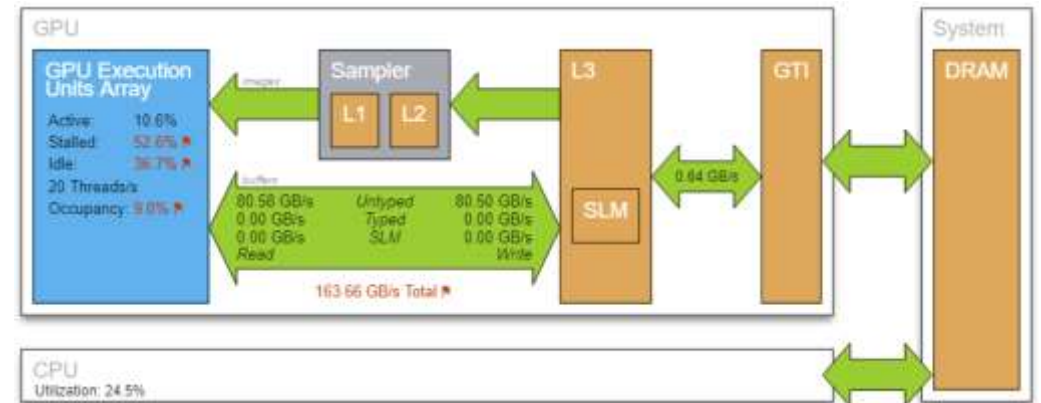 GPU
System
GPU Execution
Units Array
Active: 10.6%
Stalled: 52.6%
Idle: 36.7%
20 Threads/s
Occupancy: 9.0%
images
Sampler
L1 L2
L3
SLM
GTI
DRAM
buffers
80.58 GB/s Untyped 80.50 GB/s
0.00 GB/s Typed 0.00 GB/s
0.00 GB/s SLM 0.00 GB/s
Read Write
163.66 GB/s Total
0.64 GB/s
CPU
Utilization: 24.5%